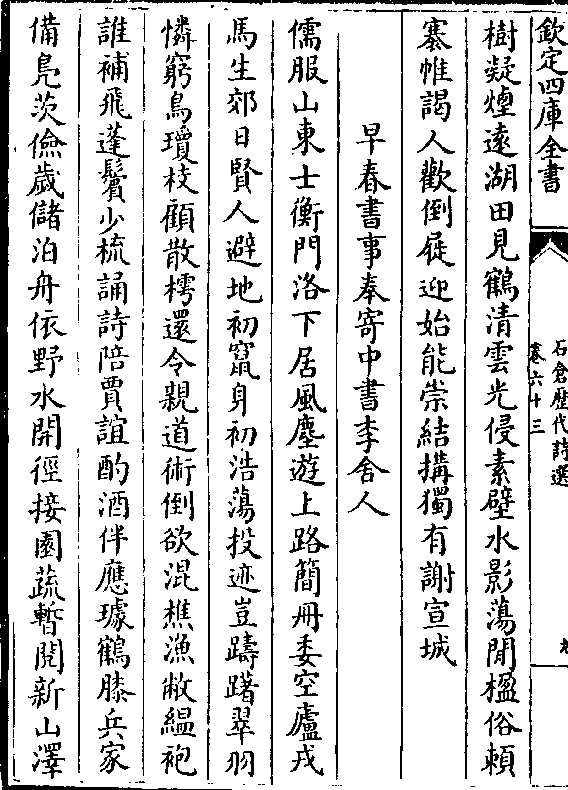 欽定四庫全書
石倉歴代詩選
卷六十三
九
樹凝煙遠湖田見鶴清雲光侵素壁水影蕩閒楹俗頼
褰帷謁人歡倒屣迎始能崇結搆獨有謝宣城
早春書事奉寄中書李舍人
儒服山東士衡門洛下居風塵遊上路簡冊委空廬戎
馬生郊日賢人避地初竄身初浩蕩投迹豈躊躇翠羽
憐窮鳥瓊枝顧散樗還令親道術倒欲混樵漁敝緼袍
誰補飛蓬鬢少梳誦詩陪賈誼酌酒伴應璩鶴膝兵家
備鳬茨儉歲儲泊舟依野水開徑接園蔬暫閱新山澤